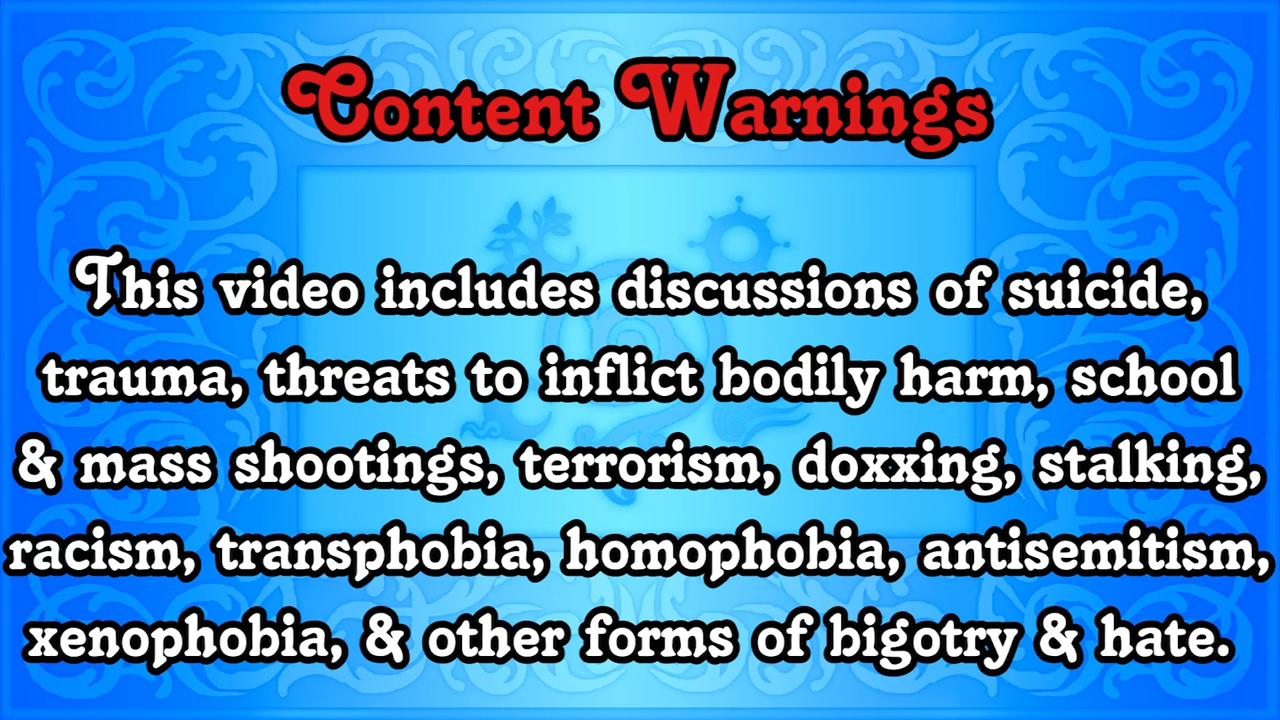 Content Warnings
This video includes discussions of suicide,
trauma, threats to inflict bodily harm, school
& mass shootings, terrorism, doxxing, stalking,
racism, transphobia, homophobia, antisemitism,
xenophobia, & other forms of bigotry & hate.